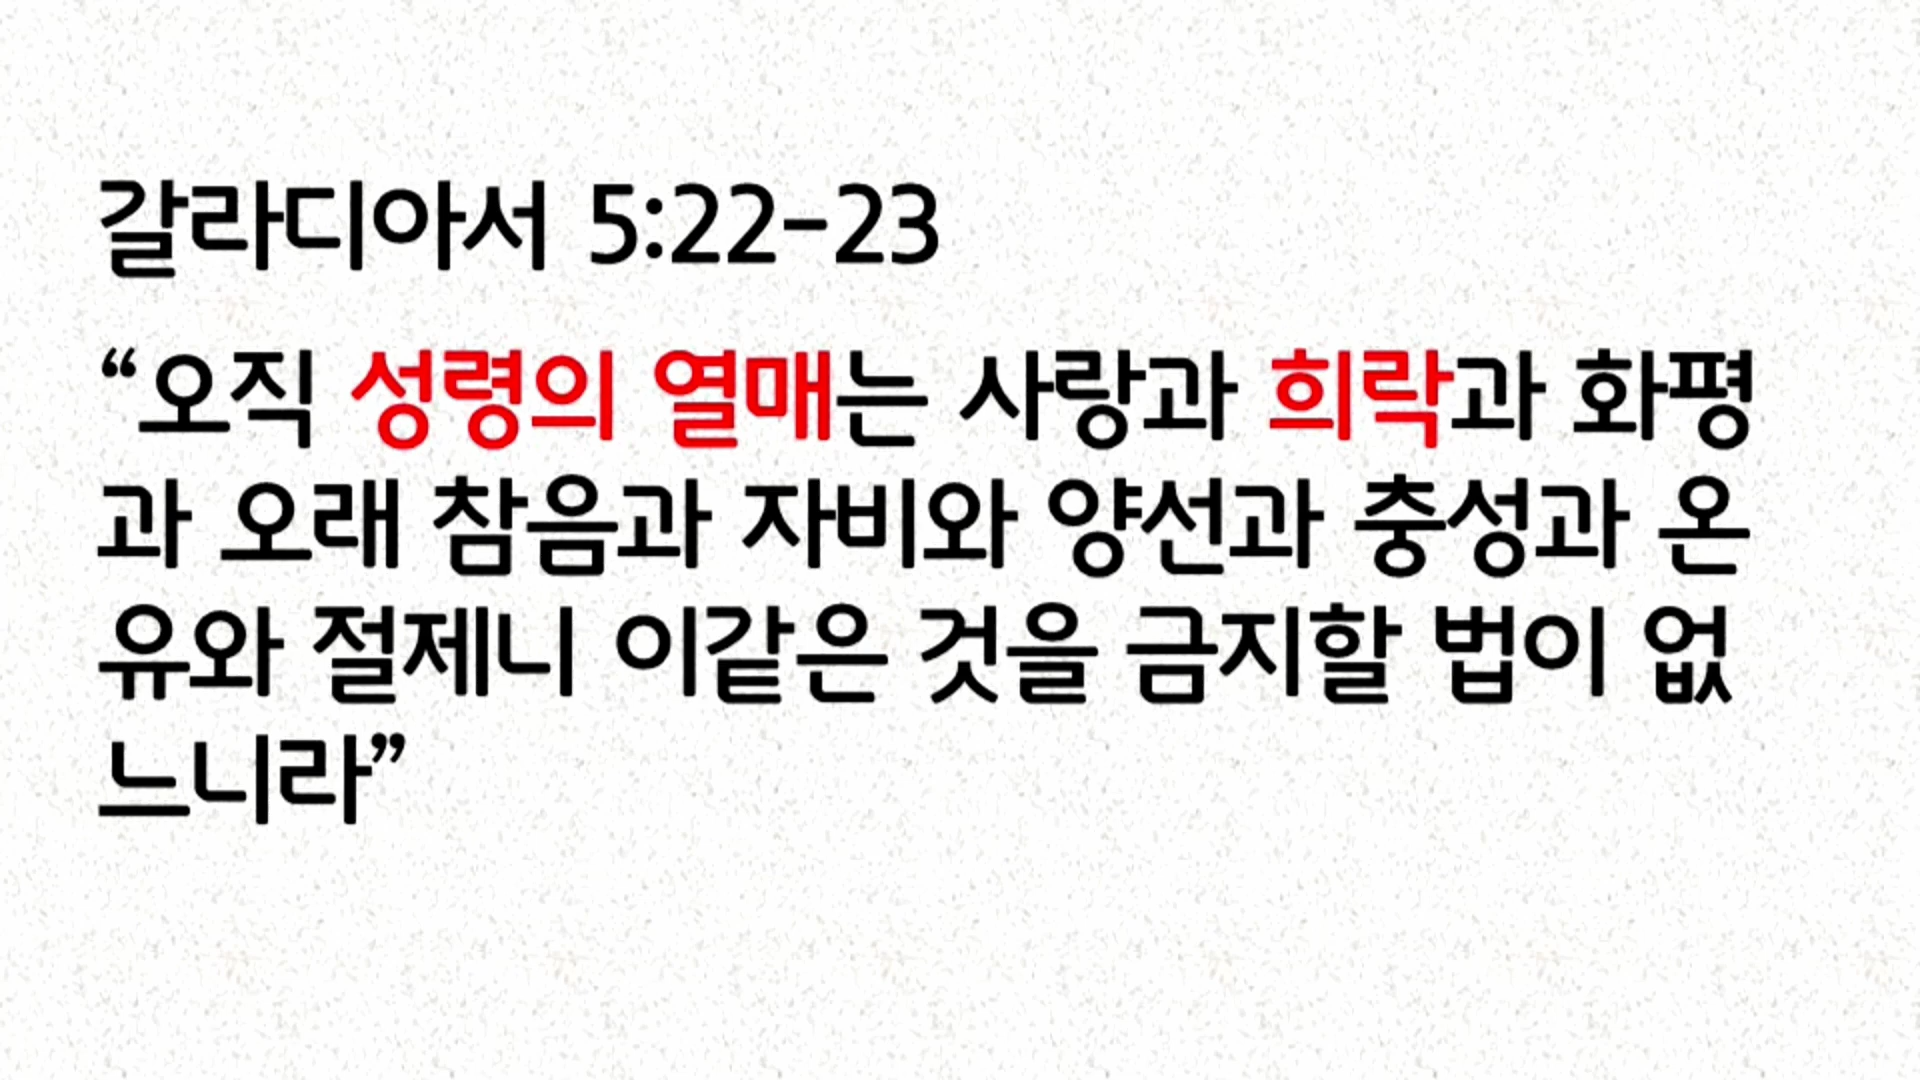 갈라디아서 5:22-23
“오직 성령의 열매는 사랑과 희락과 화평
과 오래 참음과 자비와 양선과 충성과 온
유와 절제니 이같은 것을 금지할 법이 없
느니라”